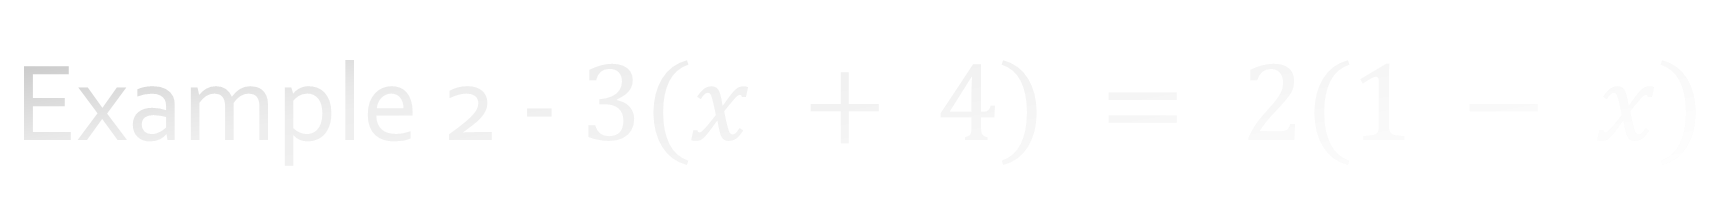 Example 2 - 3(𝑥 + 4) = 2(1 − 𝑥)